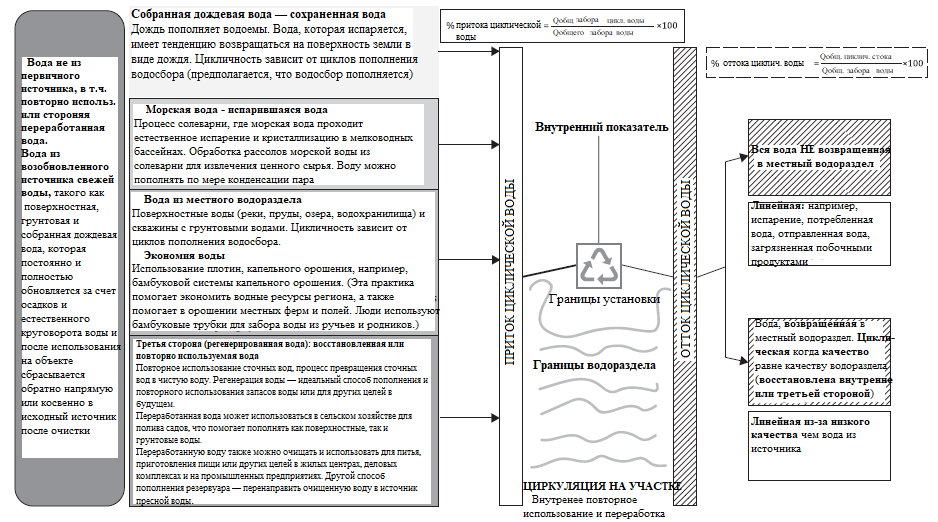 Вода не из
первичного
источника, в т.ч.
повторно использ.
или стороняя
переработанная
вода.
Вода из
возобновленного
источника свежей
воды, такого как
поверхностная,
грунтовая и
собранная дождевая
вода, которая
постоянно и
полностью
обновляется за счет
осадков и
естественного
круговорота воды и
после использования
на объекте
сбрасывается
обратно напрямую
или косвенно в
исходный источник
после очистки
Собранная дождевая вода — сохраненная вода
Дождь пополняет водоемы. Вода, которая испаряется,
имеет тенденцию возвращаться на поверхность земли в
виде дождя. Цикличность зависит от циклов пополнения
водосбора (предполагается, что водосбор пополняется)
Морская вода - испарившаяся вода
Процесс солеварни, где морская вода проходит
естественное испарение и кристаллизацию в мелководных
бассейнах. Обработка рассолов морской воды из
солеварни для извлечения ценного сырья. Воду можно
пополнять по мере конденсации пара
Вода из местного водораздела
Поверхностные воды (реки, пруды, озера, водохранилища) и
скважины с грунтовыми водами. Цикличность зависит от
циклов пополнения водосбора.
Экономия воды
Использование плотин, капельного орошения, например,
бамбуковой системы капельного орошения. (Эта практика
помогает экономить водные ресурсы региона, а также
помогает в орошении местных ферм и полей. Люди используют
бамбуковые трубки для забора воды из ручьев и родников.)
Третья сторона (регенерированная вода): восстановленная или
повторно используемая вода
Повторное использование сточных вод, процесс превращения сточных
вод в чистую воду. Регенерация воды — идеальный способ пополнения и
повторного использования запасов воды или для других целей в
будущем.
Переработанная вода может использоваться в сельском хозяйстве для
полива садов, что помогает пополнять как поверхностные, так и
грунтовые воды.
Переработанную воду также можно очищать и использовать для питья,
приготовления пищи или других целей в жилых центрах, деловых
комплексах и на промышленных предприятиях. Другой способ
пополнения резервуара — перенаправить очищенную воду в источник
пресной воды.
% притока циклической воды = Qобщ забора цикл. воды / Qобщего забора воды ×100
ПРИТОК ЦИКЛИЧЕСКОЙ ВОДЫ
Внутренний показатель
Границы установки
Границы водораздела
ЦИРКУЛЯЦИЯ НА УЧАСТКЕ
Внутренее повторное
использование и переработка
ОТТОК ЦИКЛИЧЕСКОЙ ВОДЫ
% оттока циклич. воды = Qобщ. циклич. стока / Qобщ. забора воды ×100
Вся вода НЕ возвращенная
в местный водораздел
Линейная: например,
испарение, потребленная
вода, отправленная вода,
загрязненная побочными
продуктами
Вода, возвращенная в
местный водораздел. Цикли-
ческая когда качество
равне качеству водораздела
(восстановлена внутренне
или третьей стороной)
Линейная из-за низкого
качества чем вода из
источника